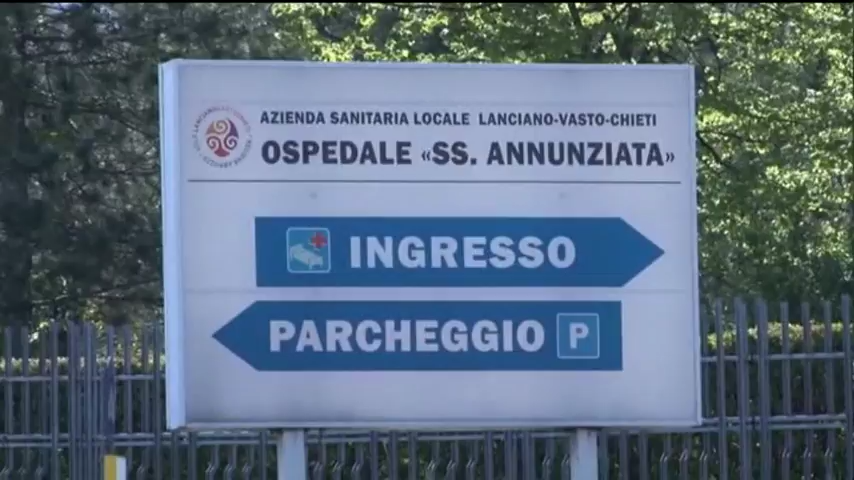 AZIENDA SANITARIA LOCALE LANCIANO-VASTO-CHIETI
OSPEDALE «SS. ANNUNZIATA»
INGRESSO
PARCHEGGIO P